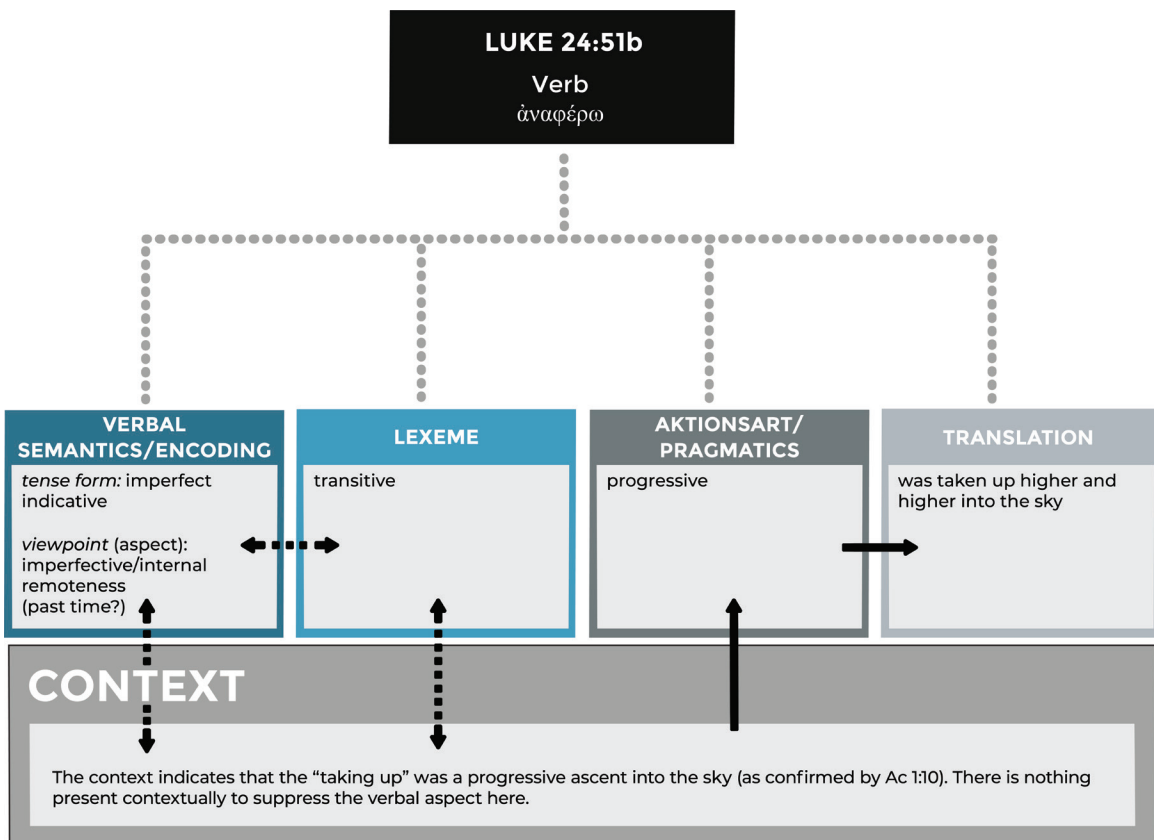 LUKE 24:51b
Verb
ἀναφέρω
VERBAL
SEMANTICS/ENCODING
tense form: imperfect
indicative
viewpoint (aspect):
imperfective/internal
remoteness
(past time?)
LEXEME
transitive
AKTIONSART/
PRAGMATICS
progressive
TRANSLATION
was taken up higher and
higher into the sky
CONTEXT
The context indicates that the “taking up” was a progressive ascent into the sky (as confirmed by Ac 1:10). There is nothing
present contextually to suppress the verbal aspect here.